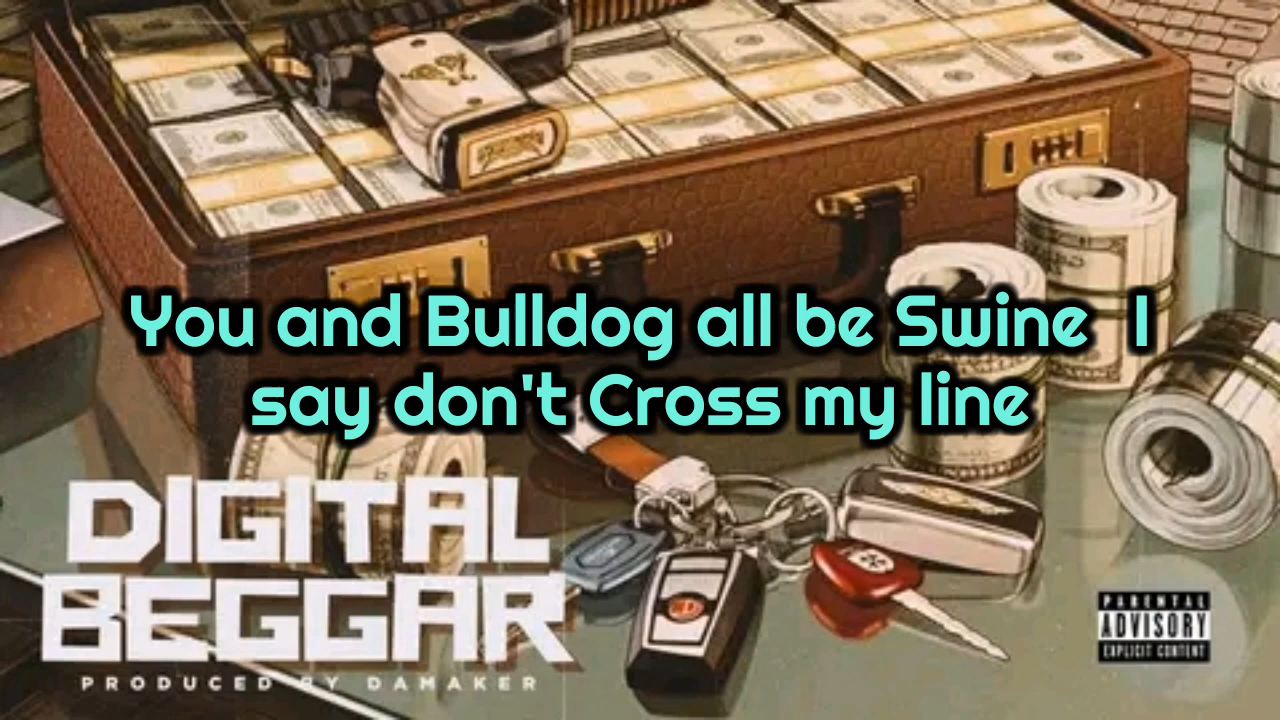 You and Bulldog all be Swine  I
say don't Cross my line
DIGITAL
BEGGAR
PRODUCED BY DAMAKER
PARENTAL
ADVISORY
EXPLICIT CONTENT